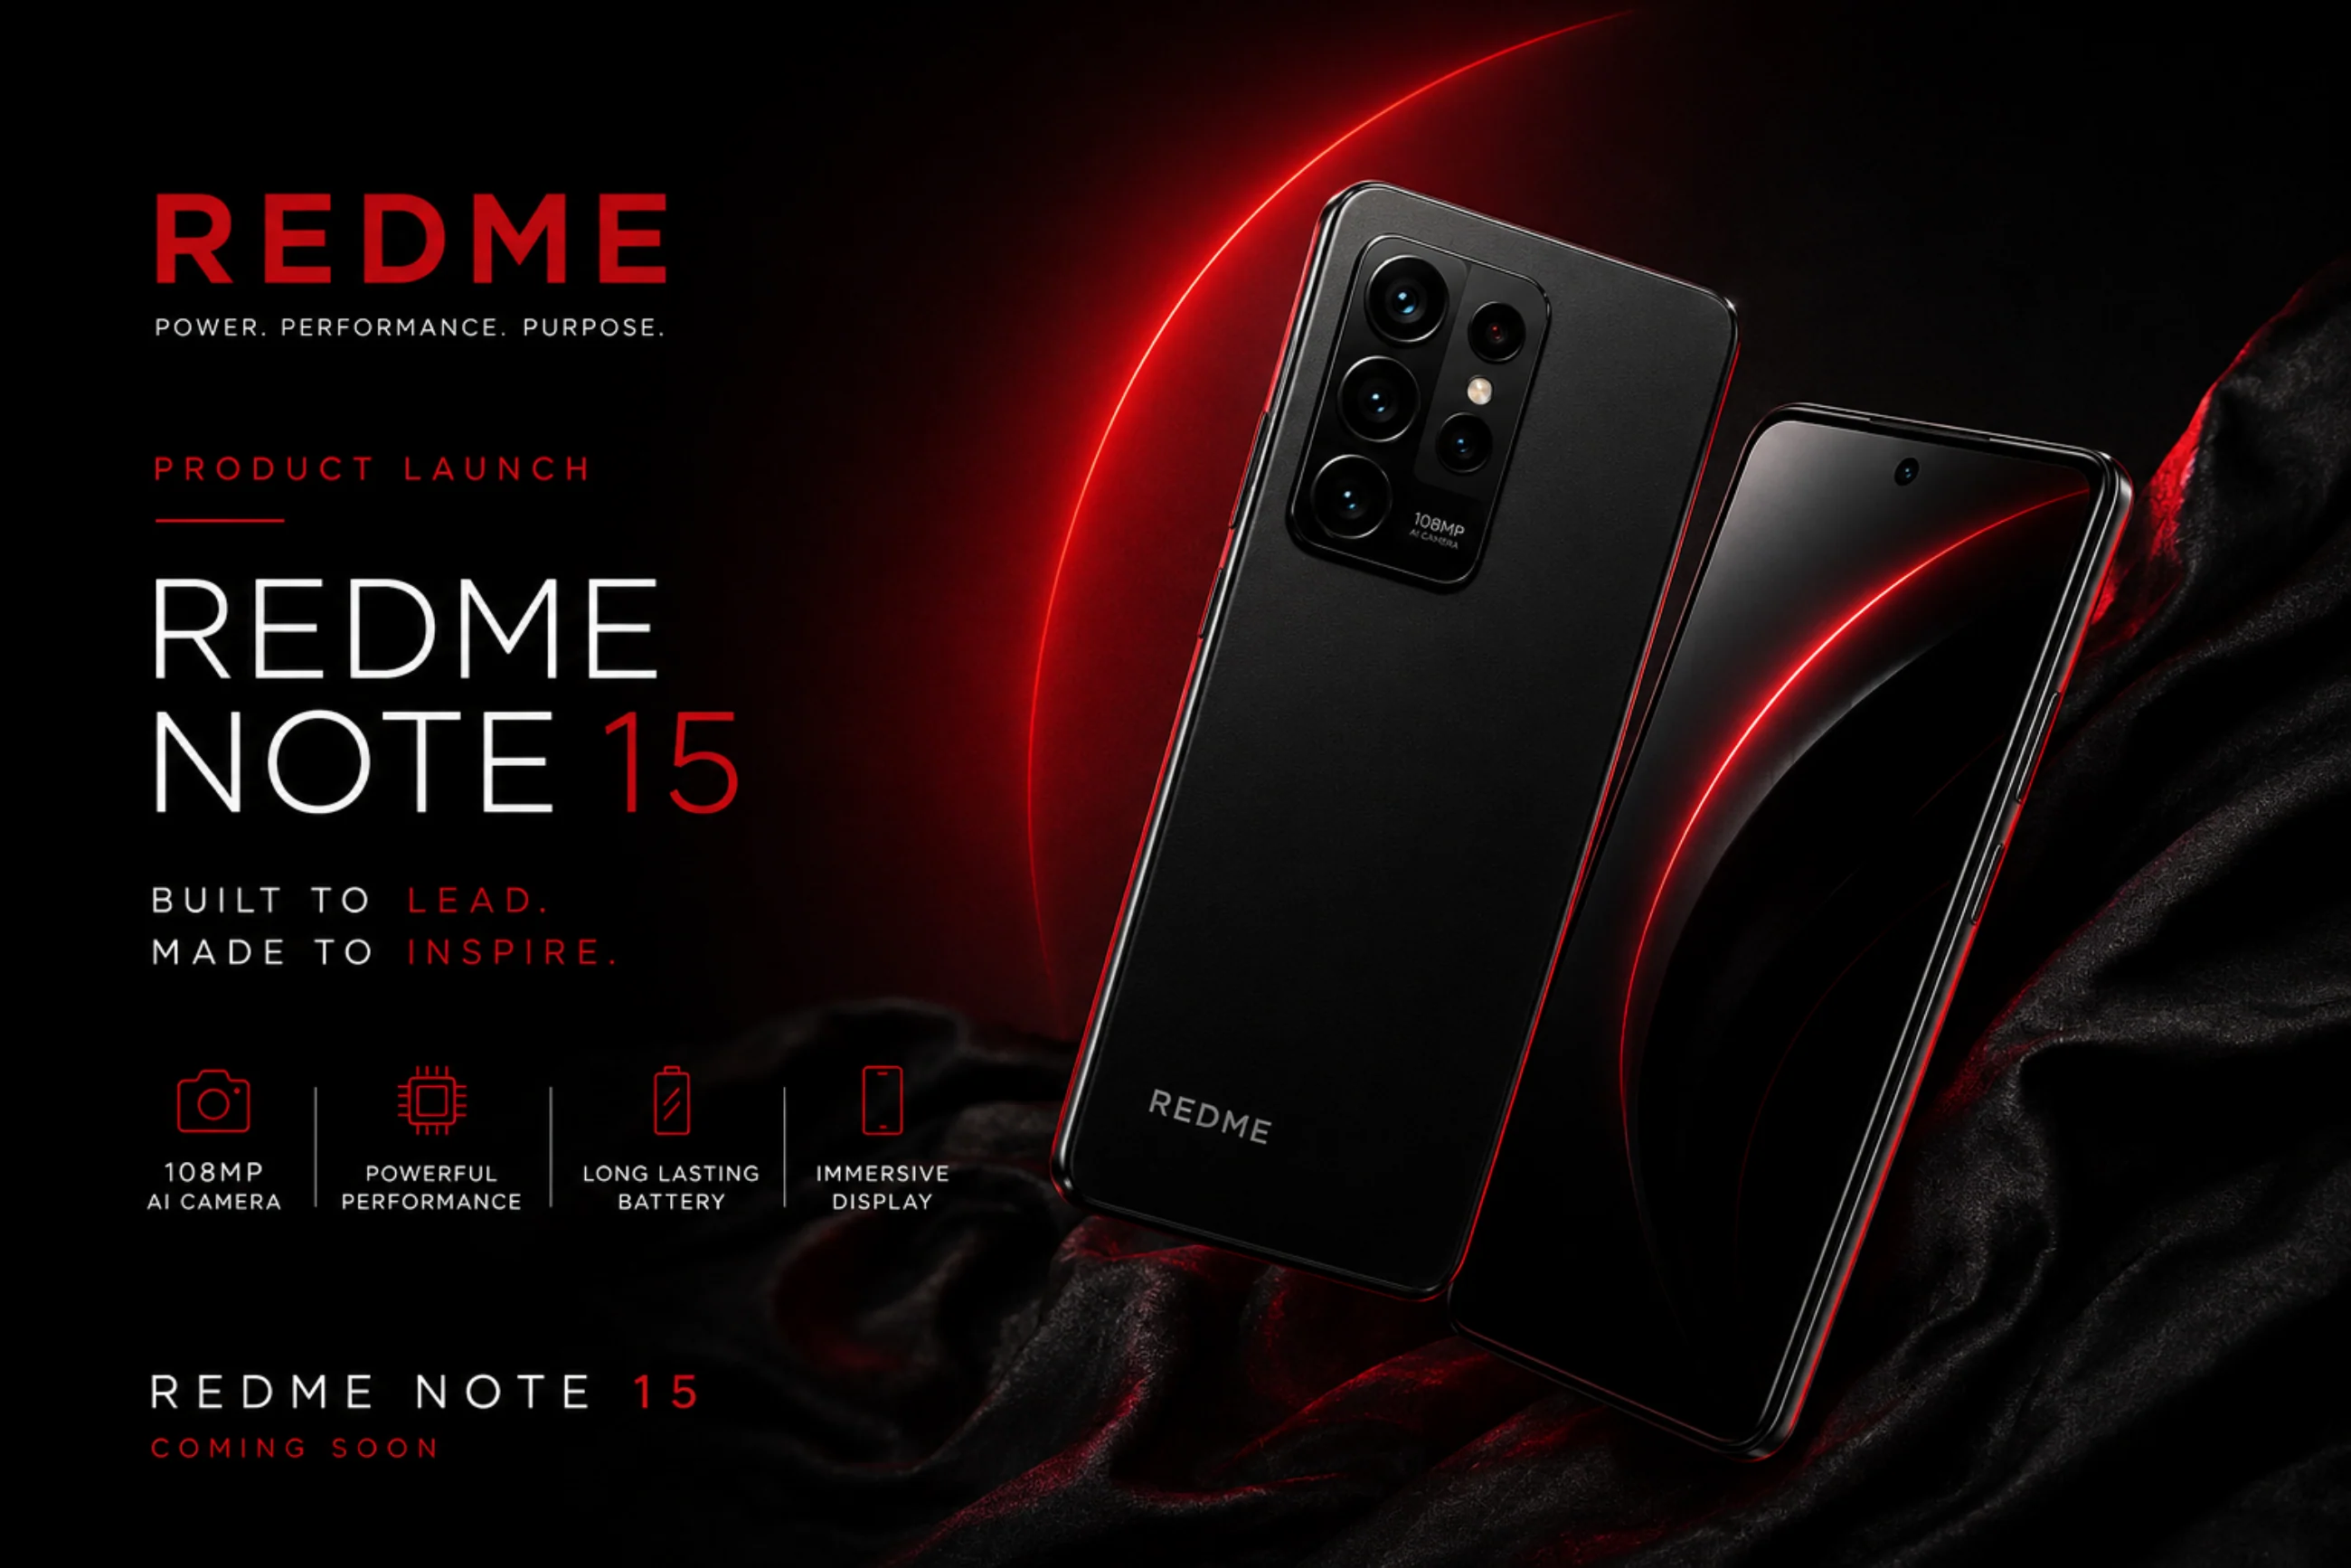 REDME
POWER. PERFORMANCE. PURPOSE.
PRODUCT LAUNCH
REDME
NOTE 15
BUILT TO LEAD.
MADE TO INSPIRE.
108MP
AI CAMERA
POWERFUL
PERFORMANCE
LONG LASTING
BATTERY
IMMERSIVE
DISPLAY
REDME NOTE 15
COMING SOON
108MP
AI CAMERA
REDME